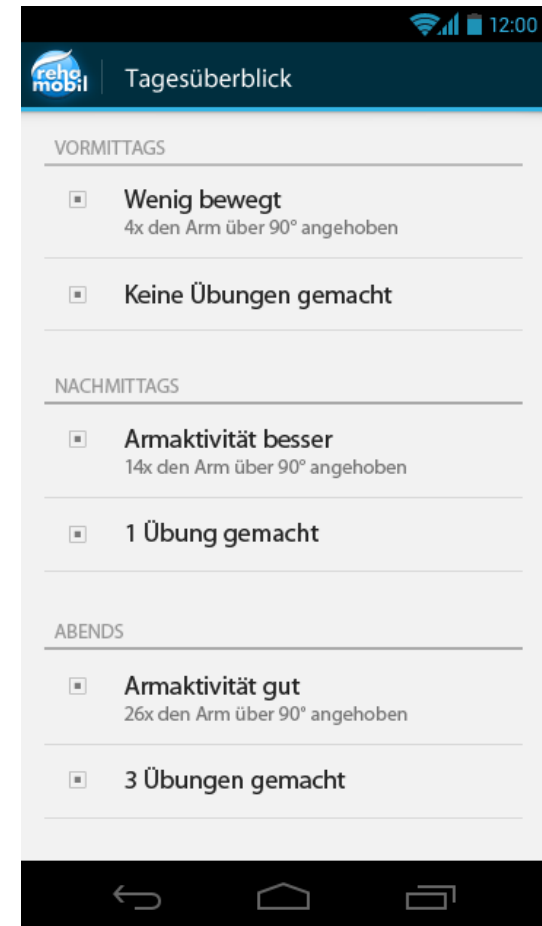 12:00
reha
mobil
Tagesüberblick
VORMITTAGS
Wenig bewegt
4x den Arm über 90° angehoben
Keine Übungen gemacht
NACHMITTAGS
Armaktivität besser
14x den Arm über 90° angehoben
1 Übung gemacht
ABENDS
Armaktivität gut
26x den Arm über 90° angehoben
3 Übungen gemacht